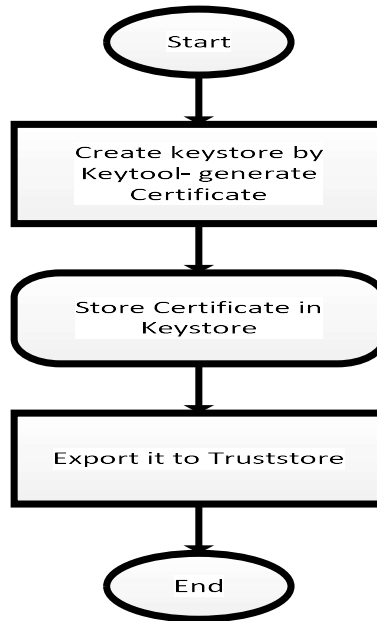 Start
Create keystore by
Keytool- generate
Certificate
Store Certificate in
Keystore
Export it to Truststore
End